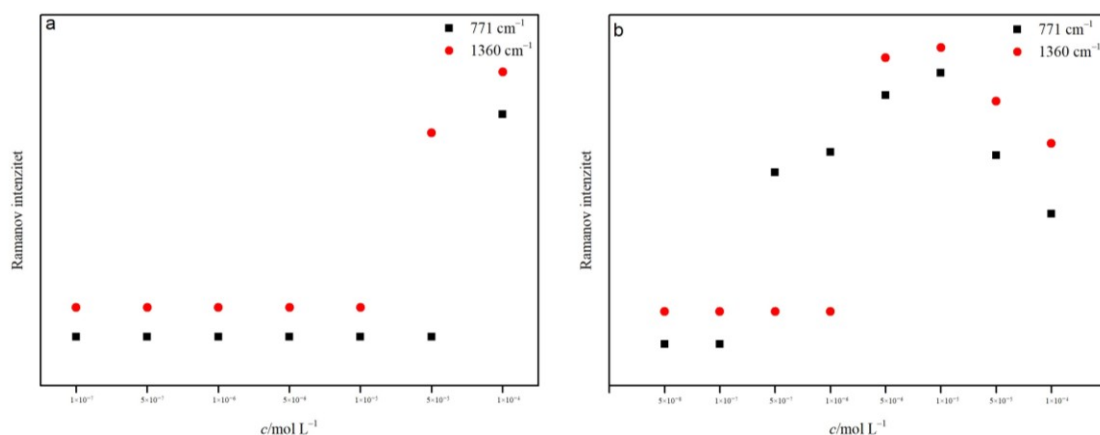 a
771 cm⁻¹
1360 cm⁻¹
Ramanov intenzitet
1×10⁻⁷ 5×10⁻⁷ 1×10⁻⁶ 5×10⁻⁶ 1×10⁻⁵ 5×10⁻⁵ 1×10⁻⁴
c/mol L⁻¹
b
771 cm⁻¹
1360 cm⁻¹
Ramanov intenzitet
5×10⁻⁸ 1×10⁻⁷ 5×10⁻⁷ 1×10⁻⁶ 5×10⁻⁶ 1×10⁻⁵ 5×10⁻⁵ 1×10⁻⁴
c/mol L⁻¹